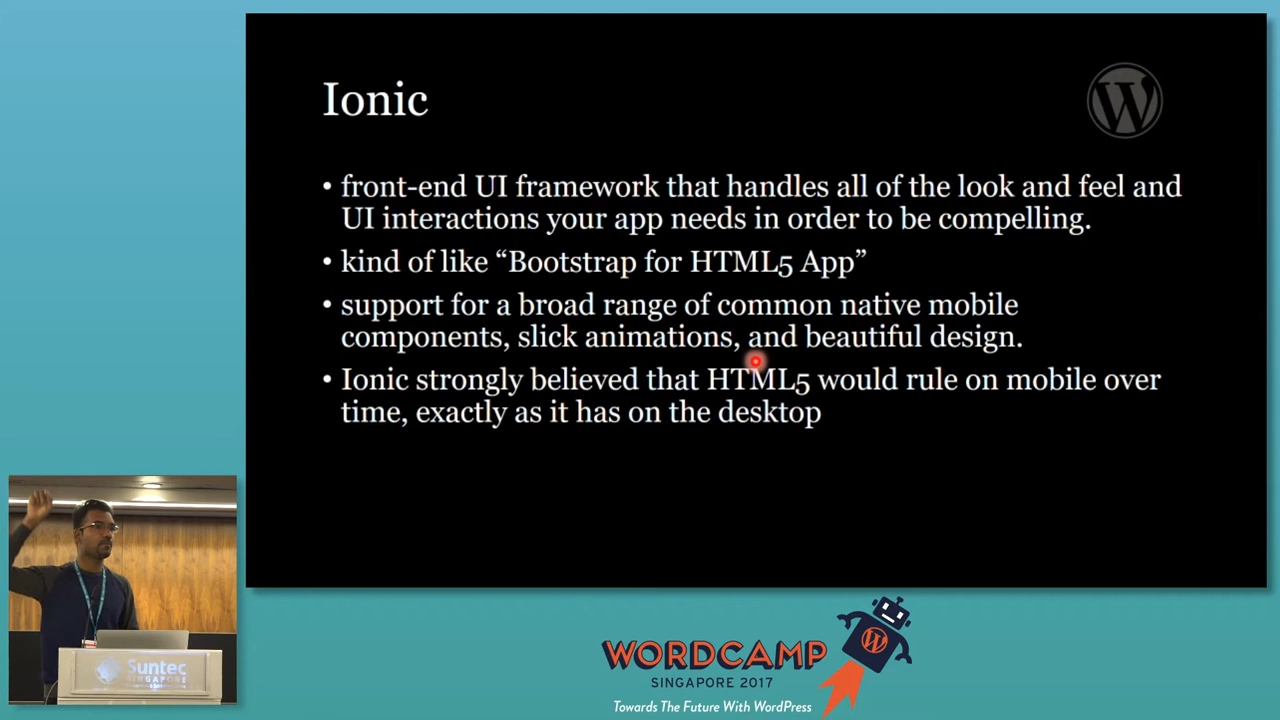 Ionic
• front-end UI framework that handles all of the look and feel and
UI interactions your app needs in order to be compelling.
• kind of like “Bootstrap for HTML5 App”
• support for a broad range of common native mobile
components, slick animations, and beautiful design.
• Ionic strongly believed that HTML5 would rule on mobile over
time, exactly as it has on the desktop
Suntec
SINGAPORE
WORDCAMP
SINGAPORE 2017
Towards The Future With WordPress